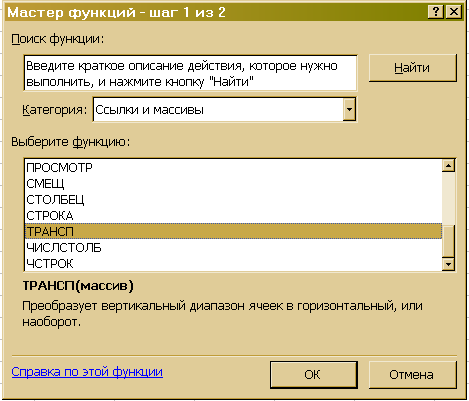 Мастер функций - шаг 1 из 2
Поиск функции:
Введите краткое описание действия, которое нужно
выполнить, и нажмите кнопку "Найти"
Найти
Категория: Ссылки и массивы
Выберите функцию:
ПРОСМОТР
СМЕЩ
СТОЛБЕЦ
СТРОКА
ТРАНСП
ЧИСЛСТОЛБ
ЧСТРОК
ТРАНСП(массив)
Преобразует вертикальный диапазон ячеек в горизонтальный, или
наоборот.
Справка по этой функции
ОК
Отмена